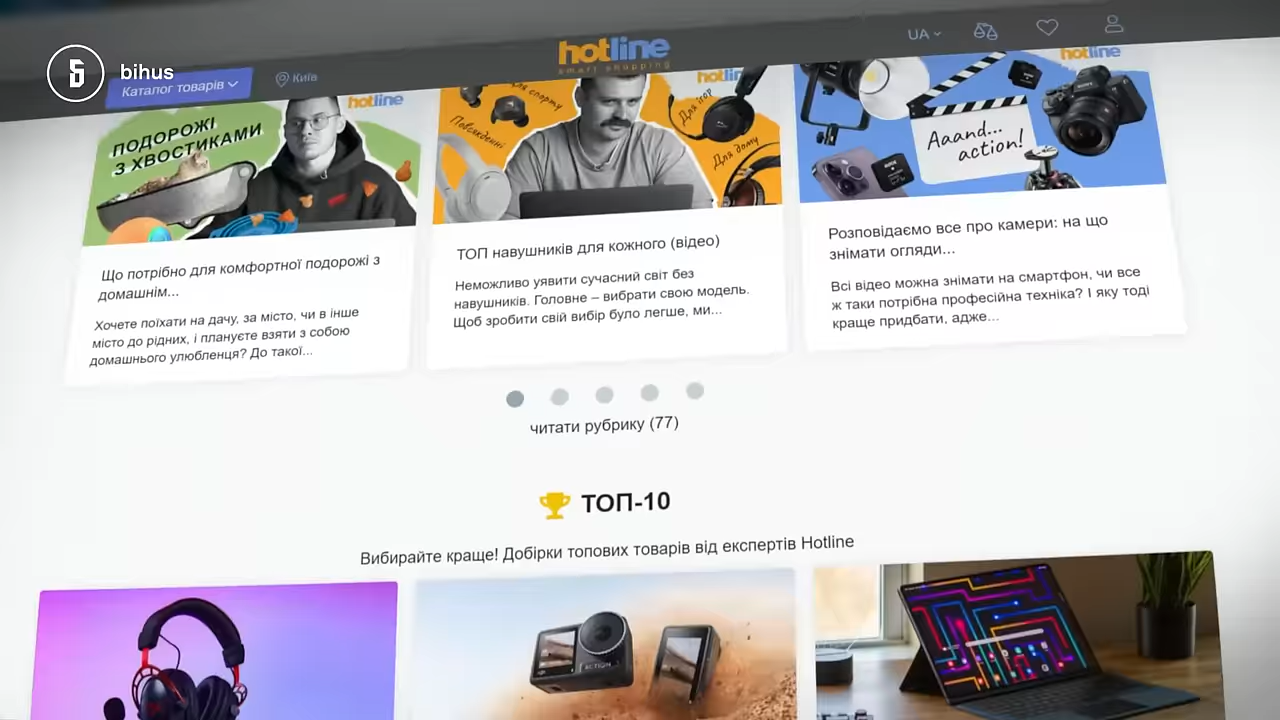 bihus
Каталог товарів
Київ
hotline
smart shopping
UA
hotline
ПОДОРОЖІ
З ХВОСТИКАМИ
Для спорту
Повсякденні
Для ігор
Для дому
hotline
Aaand...
action!
Що потрібно для комфортної подорожі з
домашнім...
Хочете поїхати на дачу, за місто, чи в інше
місто до рідних, і плануєте взяти з собою
домашнього улюбленця? До такої...
ТОП навушників для кожного (відео)
Неможливо уявити сучасний світ без
навушників. Головне – вибрати свою модель.
Щоб зробити свій вибір було легше, ми...
Розповідаємо все про камери: на що
знімати огляди...
Всі відео можна знімати на смартфон, чи все
ж таки потрібна професійна техніка? І яку тоді
краще придбати, адже...
читати рубрику (77)
ТОП-10
Вибирайте краще! Добірки топових товарів від експертів Hotline